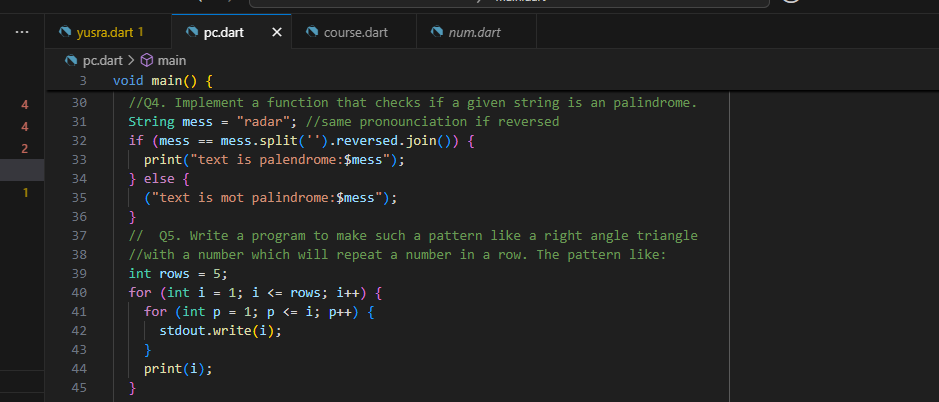 ... yusra.dart 1 pc.dart × course.dart num.dart
pc.dart > main
3 void main() {
4 30 //Q4. Implement a function that checks if a given string is an palindrome.
4 31 String mess = "radar"; //same pronounciation if reversed
2 32 if (mess == mess.split('').reversed.join()) {
33 print("text is palendrome:$mess");
34 } else {
1 35 ("text is mot palindrome:$mess");
36 }
37 //  Q5. Write a program to make such a pattern like a right angle triangle
38 //with a number which will repeat a number in a row. The pattern like:
39 int rows = 5;
40 for (int i = 1; i <= rows; i++) {
41 for (int p = 1; p <= i; p++) {
42 stdout.write(i);
43 }
44 print(i);
45 }